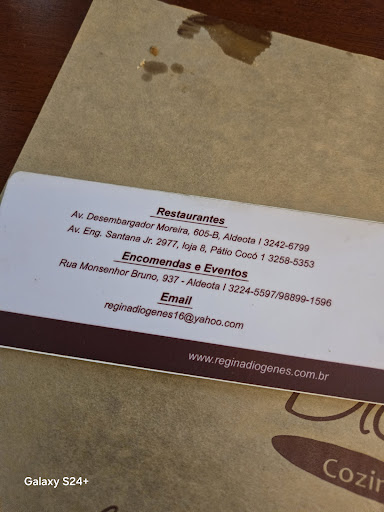 Restaurantes
Av. Desembargador Moreira, 605-B, Aldeota I 3242-6799
Av. Eng. Santana Jr. 2977, loja 8, Pátio Cocó 1 3258-5353
Encomendas e Eventos
Rua Monsenhor Bruno, 937 - Aldeota I 3224-5597/98899-1596
Email
reginadiogenes16@yahoo.com
www.reginadiogenes.com.br
Galaxy S24+